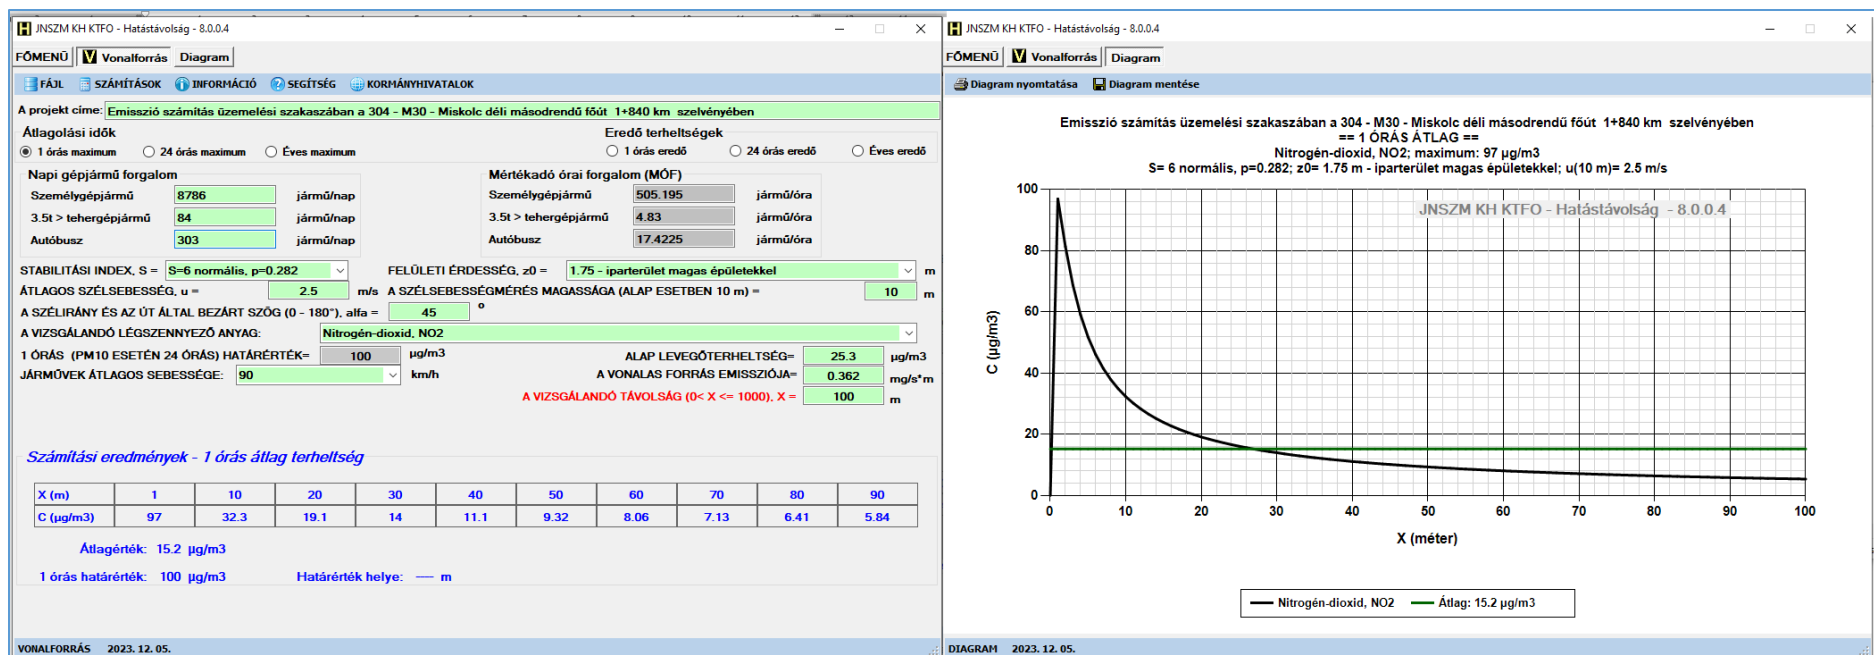 JNSZM KH KTFO - Hatástávolság - 8.0.0.4
FŐMENÜ V Vonalforrás Diagram
FÁJL SZÁMÍTÁSOK INFORMÁCIÓ SEGÍTSÉG KORMÁNYHIVATALOK
A projekt címe: Emisszió számítás üzemelési szakaszában a 304 - M30 - Miskolc déli másodrendű főút 1+840 km szelvényében
Átlagolási idők
1 órás maximum 24 órás maximum Éves maximum
Eredő terheltségek
1 órás eredő 24 órás eredő Éves eredő
Napi gépjármű forgalom
Személygépjármű 8786 jármű/nap
3.5t > tehergépjármű 84 jármű/nap
Autóbusz 303 jármű/nap
Mértékadó órai forgalom (MÓF)
Személygépjármű 505.195 jármű/óra
3.5t > tehergépjármű 4.83 jármű/óra
Autóbusz 17.4225 jármű/óra
STABILITÁSI INDEX, S = S=6 normális, p=0.282 FELÜLETI ÉRDESSÉG, z0 = 1.75 - iparterület magas épületekkel m
ÁTLAGOS SZÉLSEBESSÉG, u = 2.5 m/s A SZÉLSEBESSÉGMÉRÉS MAGASSÁGA (ALAP ESETBEN 10 m) = 10 m
A SZÉLIRÁNY ÉS AZ ÚT ÁLTAL BEZÁRT SZÖG (0 - 180°), alfa = 45 °
A VIZSGÁLANDÓ LÉGSZENNYEZŐ ANYAG: Nitrogén-dioxid, NO2
1 ÓRÁS (PM10 ESETÉN 24 ÓRÁS) HATÁRÉRTÉK= 100 µg/m3 ALAP LEVEGŐTERHELTSÉG= 25.3 µg/m3
JÁRMŰVEK ÁTLAGOS SEBESSÉGE: 90 km/h A VONALAS FORRÁS EMISSZIÓJA= 0.362 mg/s*m
A VIZSGÁLANDÓ TÁVOLSÁG (0< X <= 1000), X = 100 m
Számítási eredmények - 1 órás átlag terheltség
X (m) 1 10 20 30 40 50 60 70 80 90
C (µg/m3) 97 32.3 19.1 14 11.1 9.32 8.06 7.13 6.41 5.84
Átlagérték: 15.2 µg/m3
1 órás határérték: 100 µg/m3 Határérték helye: ---- m
VONALFORRÁS 2023. 12. 05.
JNSZM KH KTFO - Hatástávolság - 8.0.0.4
FŐMENÜ V Vonalforrás Diagram
Diagram nyomtatása Diagram mentése
Emisszió számítás üzemelési szakaszában a 304 - M30 - Miskolc déli másodrendű főút 1+840 km szelvényében
== 1 ÓRÁS ÁTLAG ==
Nitrogén-dioxid, NO2; maximum: 97 µg/m3
S= 6 normális, p=0.282; z0= 1.75 m - iparterület magas épületekkel; u(10 m)= 2.5 m/s
JNSZM KH KTFO - Hatástávolság - 8.0.0.4
C (µg/m3)
100
80
60
40
20
0
0 10 20 30 40 50 60 70 80 90 100
X (méter)
Nitrogén-dioxid, NO2 Átlag: 15.2 µg/m3
DIAGRAM 2023. 12. 05.